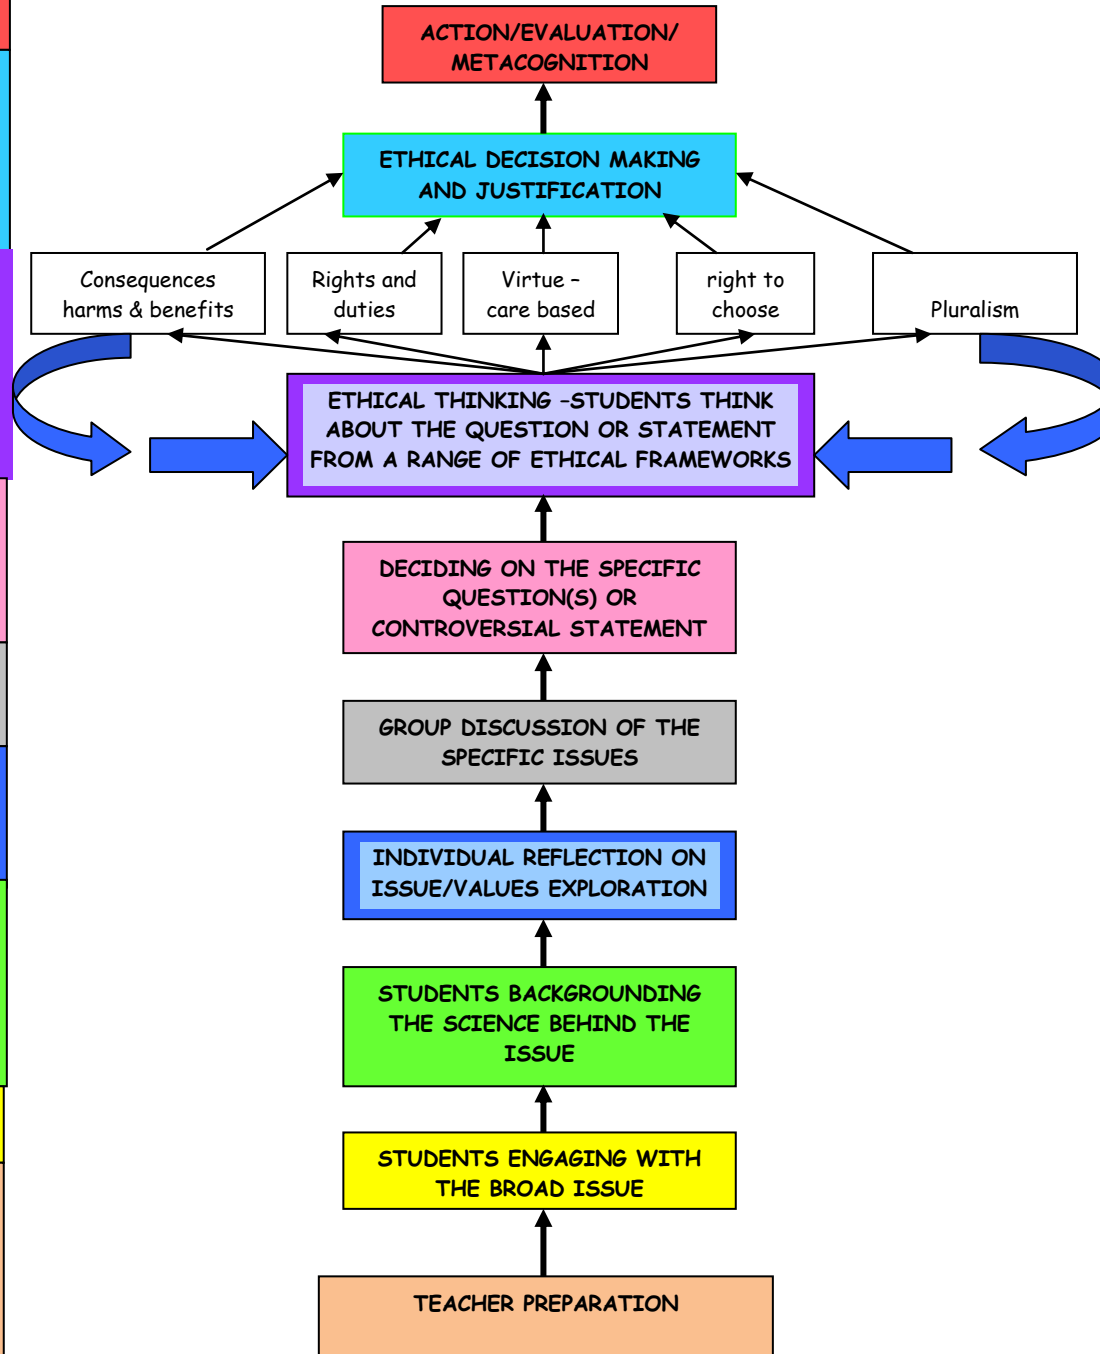 ACTION/EVALUATION/
METACOGNITION
ETHICAL DECISION MAKING
AND JUSTIFICATION
Consequences
harms & benefits
Rights and
duties
Virtue –
care based
right to
choose
Pluralism
ETHICAL THINKING –STUDENTS THINK
ABOUT THE QUESTION OR STATEMENT
FROM A RANGE OF ETHICAL FRAMEWORKS
DECIDING ON THE SPECIFIC
QUESTION(S) OR
CONTROVERSIAL STATEMENT
GROUP DISCUSSION OF THE
SPECIFIC ISSUES
INDIVIDUAL REFLECTION ON
ISSUE/VALUES EXPLORATION
STUDENTS BACKGROUNDING
THE SCIENCE BEHIND THE
ISSUE
STUDENTS ENGAGING WITH
THE BROAD ISSUE
TEACHER PREPARATION